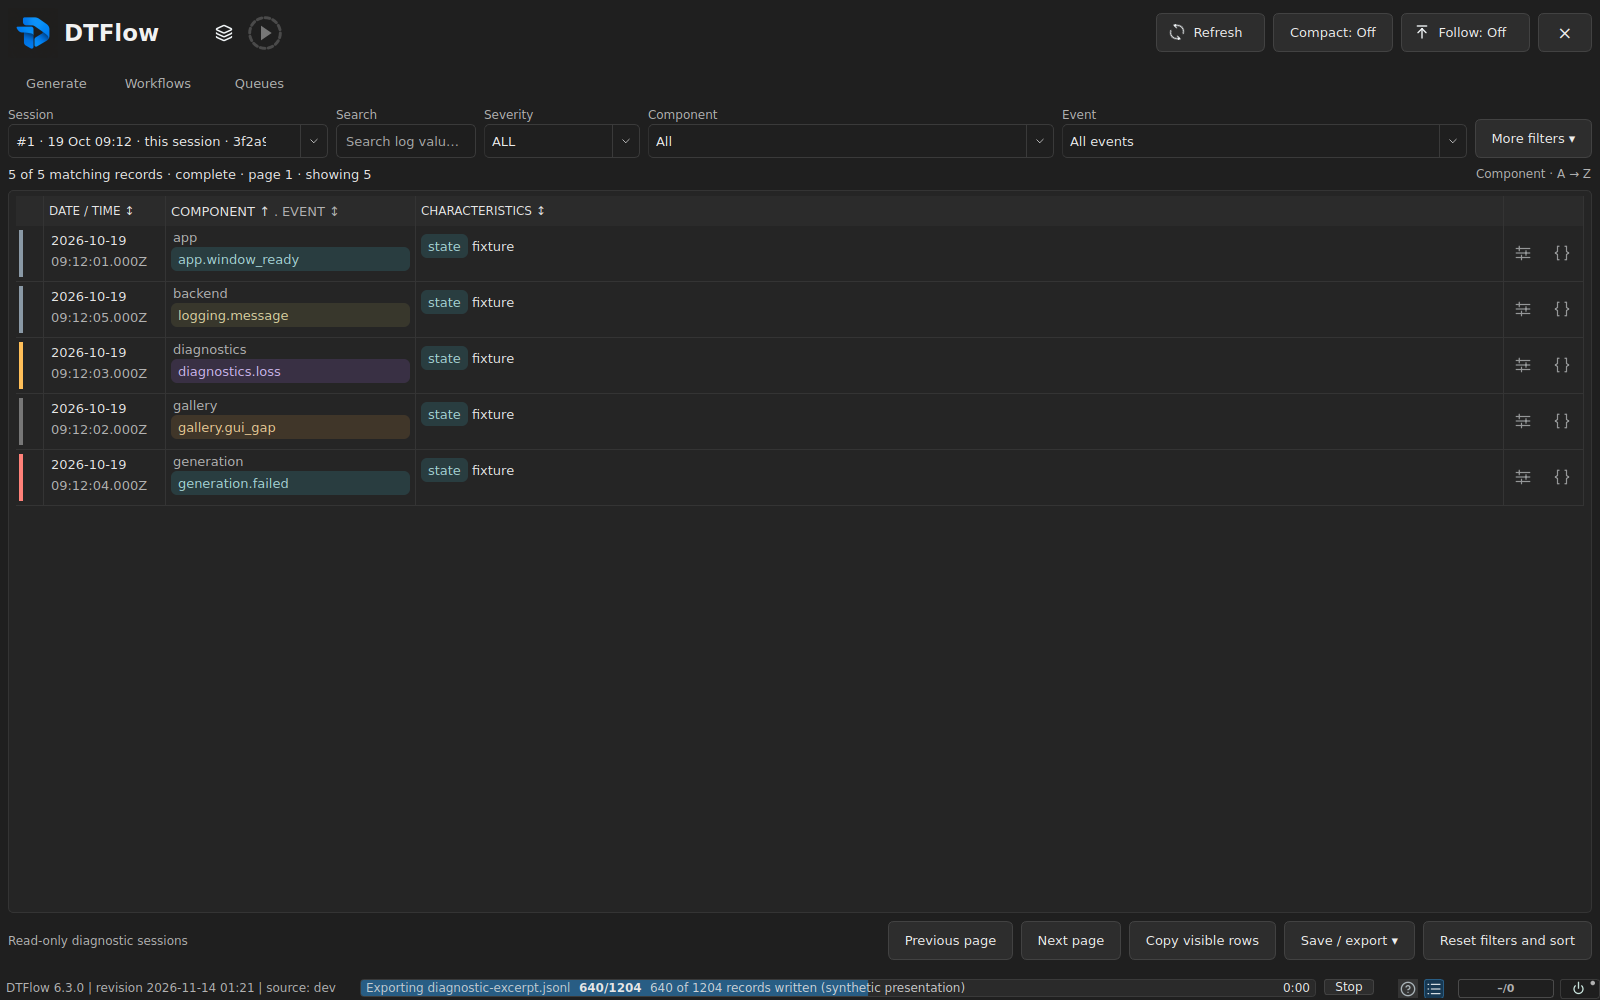 DTFlow
Refresh
Compact: Off
Follow: Off
Generate
Workflows
Queues
Session
Search
Severity
Component
Event
#1 · 19 Oct 09:12 · this session · 3f2a9
Search log valu...
ALL
All
All events
More filters ▾
5 of 5 matching records · complete · page 1 · showing 5
Component · A → Z
DATE / TIME ↕
COMPONENT ↑ . EVENT ↕
CHARACTERISTICS ↕
2026-10-19
09:12:01.000Z
app
app.window_ready
state fixture
{}
2026-10-19
09:12:05.000Z
backend
logging.message
state fixture
{}
2026-10-19
09:12:03.000Z
diagnostics
diagnostics.loss
state fixture
{}
2026-10-19
09:12:02.000Z
gallery
gallery.gui_gap
state fixture
{}
2026-10-19
09:12:04.000Z
generation
generation.failed
state fixture
{}
Read-only diagnostic sessions
Previous page
Next page
Copy visible rows
Save / export ▾
Reset filters and sort
DTFlow 6.3.0 | revision 2026-11-14 01:21 | source: dev
Exporting diagnostic-excerpt.jsonl 640/1204 640 of 1204 records written (synthetic presentation)
0:00
Stop
-/0